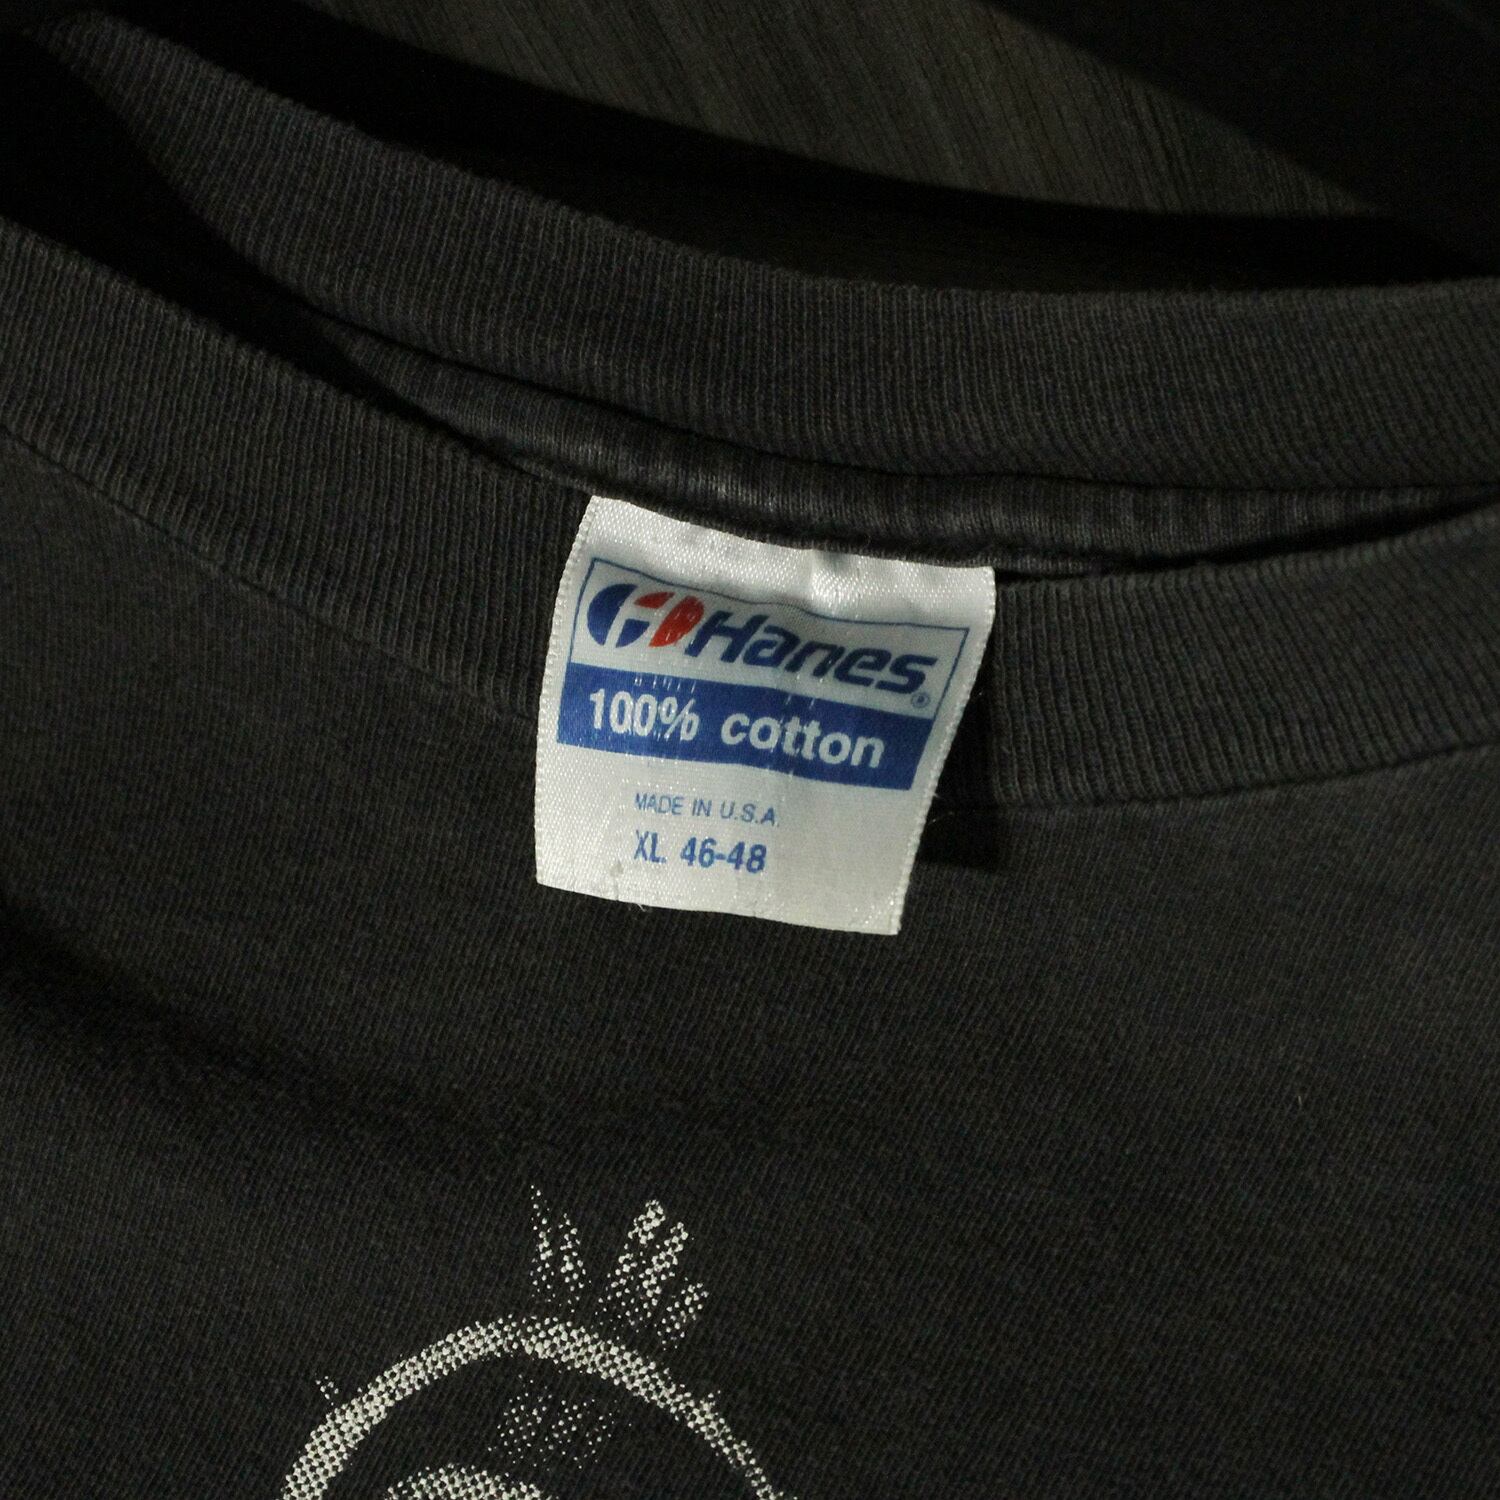 Hanes®
100% cotton
MADE IN U.S.A.
XL 46-48